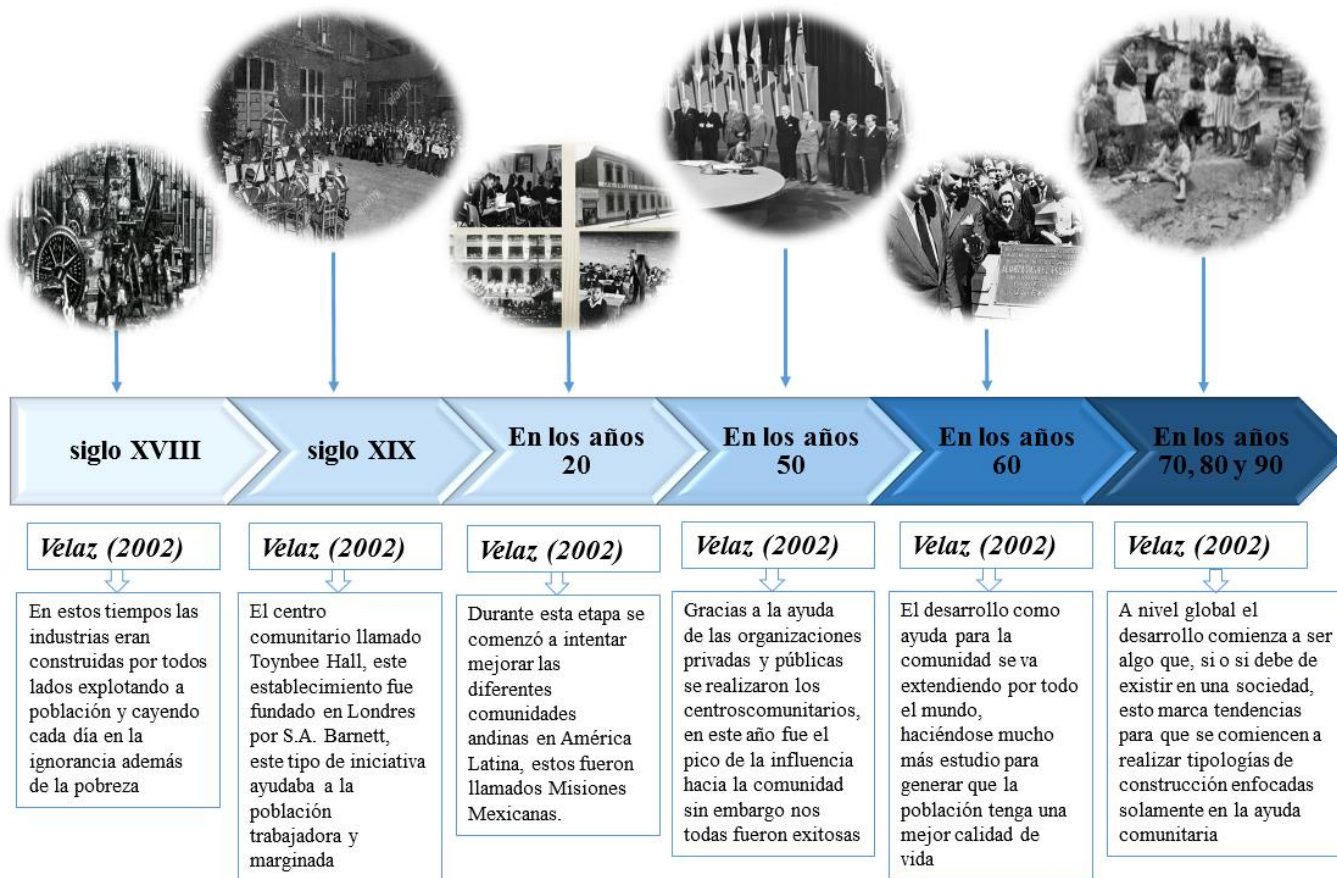 siglo XVIII
siglo XIX
En los años
20
En los años
50
En los años
60
En los años
70, 80 y 90
Velaz (2002)
En estos tiempos las
industrias eran
construidas por todos
lados explotando a
población y cayendo
cada día en la
ignorancia además
de la pobreza
Velaz (2002)
El centro
comunitario llamado
Toynbee Hall, este
establecimiento fue
fundado en Londres
por S.A. Barnett,
este tipo de iniciativa
ayudaba a la
población
trabajadora y
marginada
Velaz (2002)
Durante esta etapa se
comenzó a intentar
mejorar las
diferentes
comunidades
andinas en América
Latina, estos fueron
llamados Misiones
Mexicanas.
Velaz (2002)
Gracias a la ayuda
de las organizaciones
privadas y públicas
se realizaron los
centroscomunitarios,
en este año fue el
pico de la influencia
hacia la comunidad
sin embargo nos
todas fueron exitosas
Velaz (2002)
El desarrollo como
ayuda para la
comunidad se va
extendiendo por todo
el mundo,
haciéndose mucho
más estudio para
generar que la
población tenga una
mejor calidad de
vida
Velaz (2002)
A nivel global el
desarrollo comienza a ser
algo que, si o si debe de
existir en una sociedad,
esto marca tendencias
para que se comiencen a
realizar tipologías de
construcción enfocadas
solamente en la ayuda
comunitaria